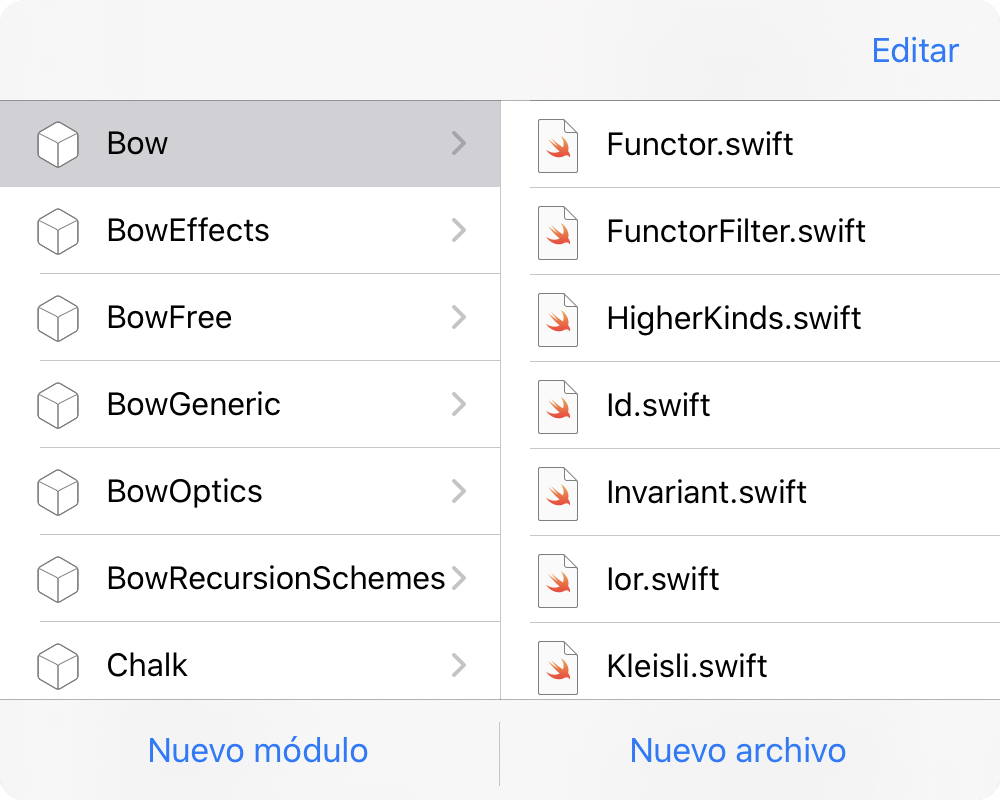 Editar
Bow
BowEffects
BowFree
BowGeneric
BowOptics
BowRecursionSchemes
Chalk
Functor.swift
FunctorFilter.swift
HigherKinds.swift
Id.swift
Invariant.swift
Ior.swift
Kleisli.swift
Nuevo módulo
Nuevo archivo